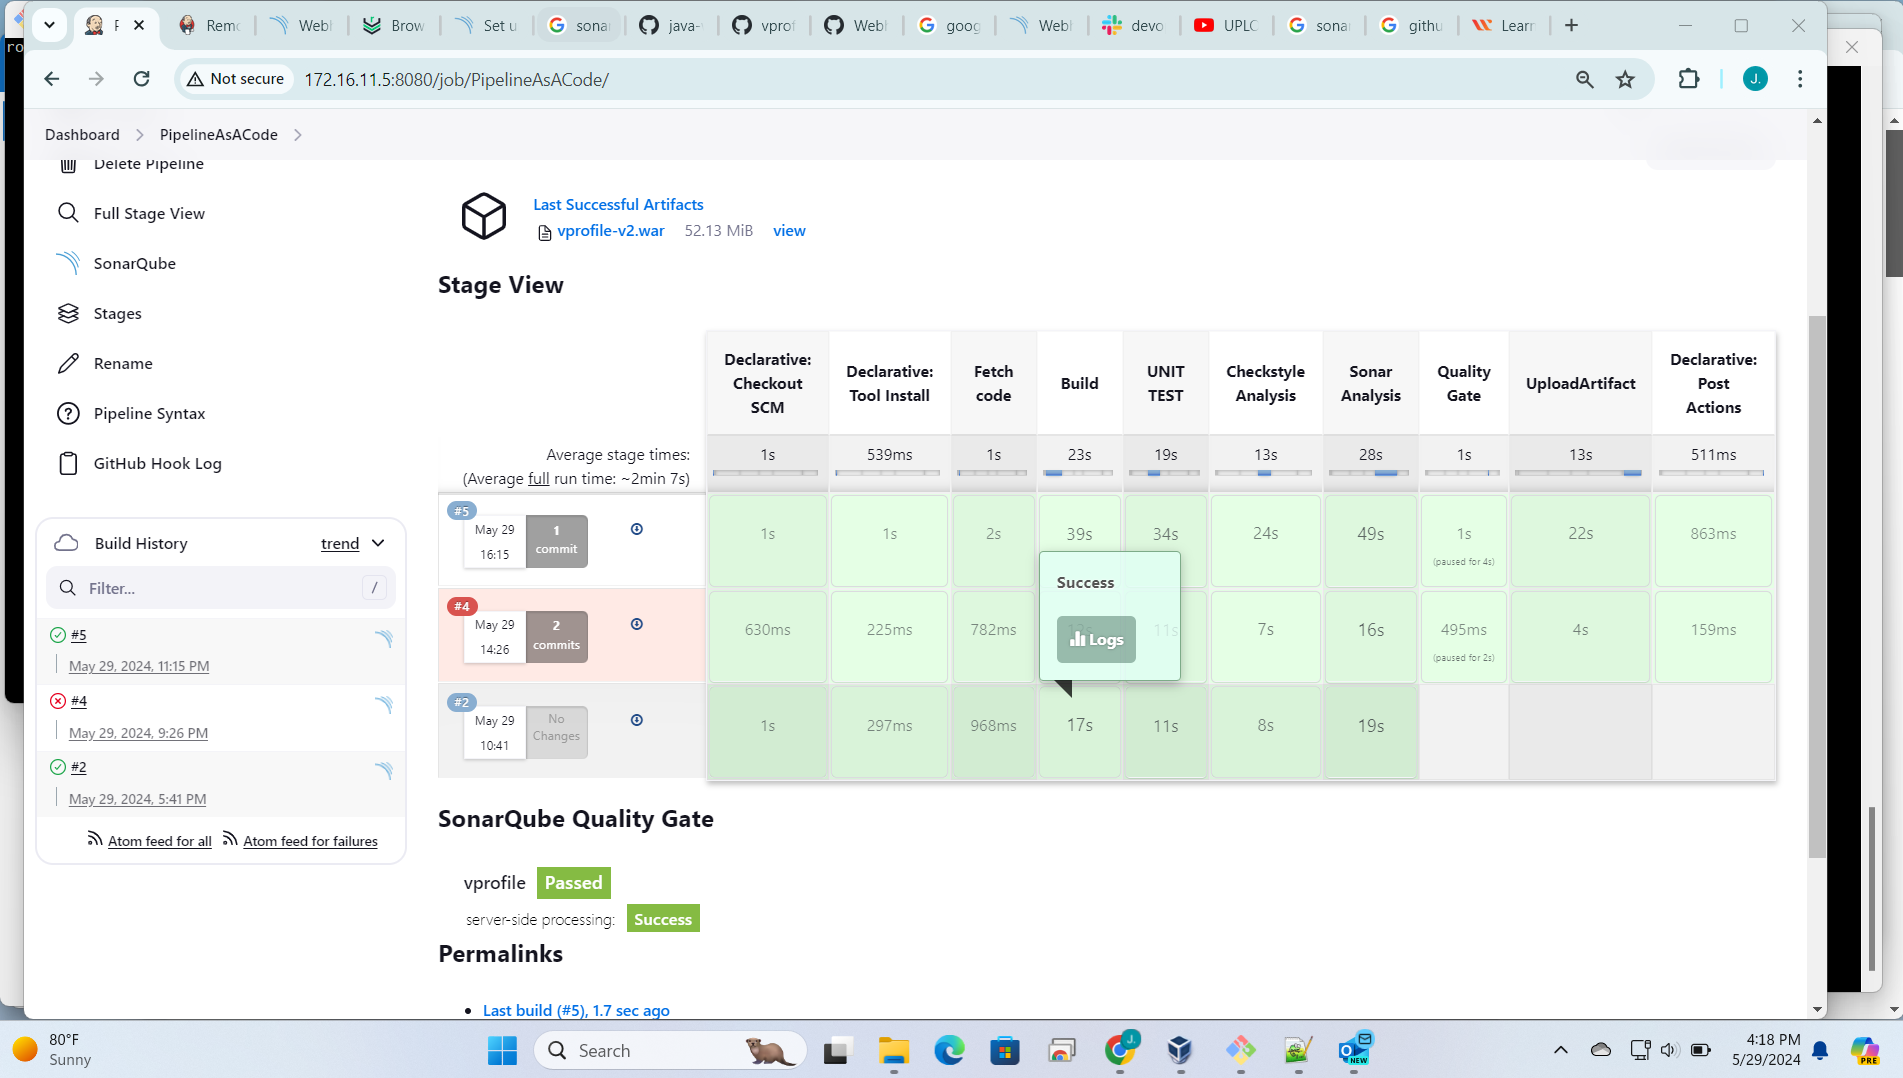 ro
P
Remo
Webh
Brow
Set u
sonar
java-
vprof
Webh
goog
Webh
devo
UPLO
sonar
githu
Learn
Not secure
172.16.11.5:8080/job/PipelineAsACode/
J.
Dashboard
PipelineAsACode
Delete Pipeline
Full Stage View
SonarQube
Stages
Rename
Pipeline Syntax
GitHub Hook Log
Build History
trend
Filter...
/
#5
May 29, 2024, 11:15 PM
#4
May 29, 2024, 9:26 PM
#2
May 29, 2024, 5:41 PM
Atom feed for all
Atom feed for failures
Last Successful Artifacts
vprofile-v2.war 52.13 MiB view
Stage View
Declarative: Checkout SCM
Declarative: Tool Install
Fetch code
Build
UNIT TEST
Checkstyle Analysis
Sonar Analysis
Quality Gate
UploadArtifact
Declarative: Post Actions
Average stage times:
(Average full run time: ~2min 7s)
1s 539ms 1s 23s 19s 13s 28s 1s 13s 511ms
#5
May 29
16:15
1 commit
1s 1s 2s 39s 34s 24s 49s 1s 22s 863ms
(paused for 4s)
#4
May 29
14:26
2 commits
630ms 225ms 782ms 11s 7s 16s 495ms 4s 159ms
(paused for 2s)
Success
Logs
#2
May 29
10:41
No Changes
1s 297ms 968ms 17s 11s 8s 19s
SonarQube Quality Gate
vprofile Passed
server-side processing: Success
Permalinks
Last build (#5), 1.7 sec ago
80°F
Sunny
Search
J.
NEW
4:18 PM
5/29/2024
PRE